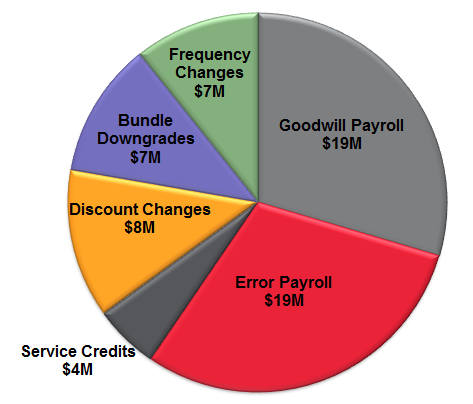 Frequency
Changes
$7M
Goodwill Payroll
$19M
Bundle
Downgrades
$7M
Discount Changes
$8M
Error Payroll
$19M
Service Credits
$4M